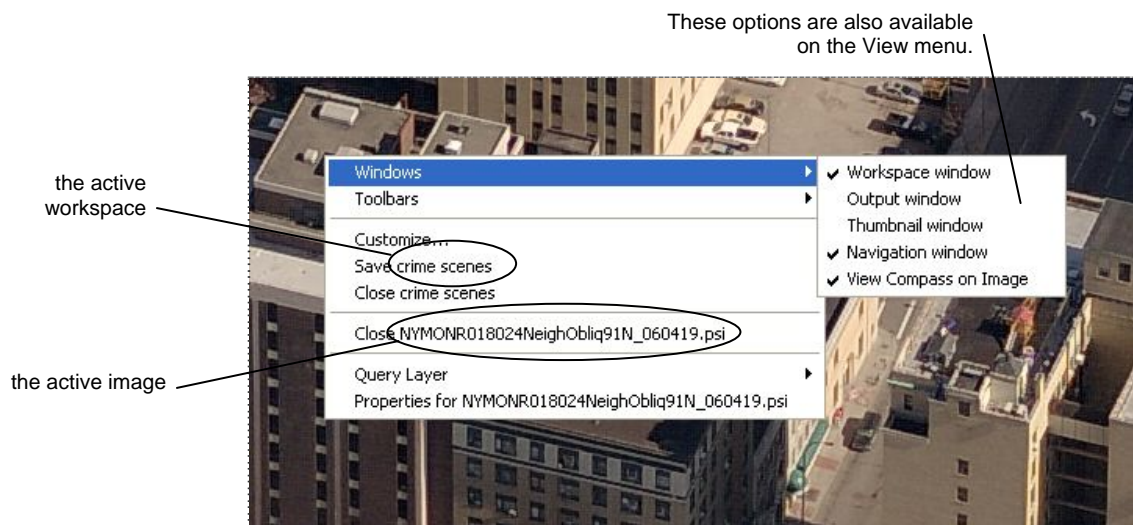 These options are also available
on the View menu.
the active
workspace
the active image
Windows
Toolbars
Customize...
Save crime scenes
Close crime scenes
Close NYMONR018024NeighObliq91N_060419.psi
Query Layer
Properties for NYMONR018024NeighObliq91N_060419.psi
Workspace window
Output window
Thumbnail window
Navigation window
View Compass on Image